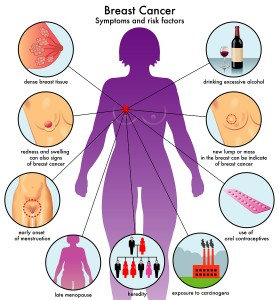 Breast Cancer
Symptoms and risk factors
dense breast tissue
drinking excessive alcohol
redness and swelling
can also signs
of breast cancer
new lump or mass
in the breast can be indicate
of breast cancer
early onset
of menstruation
use of
oral contraceptives
late menopause
heredity
exposure to carcinogens